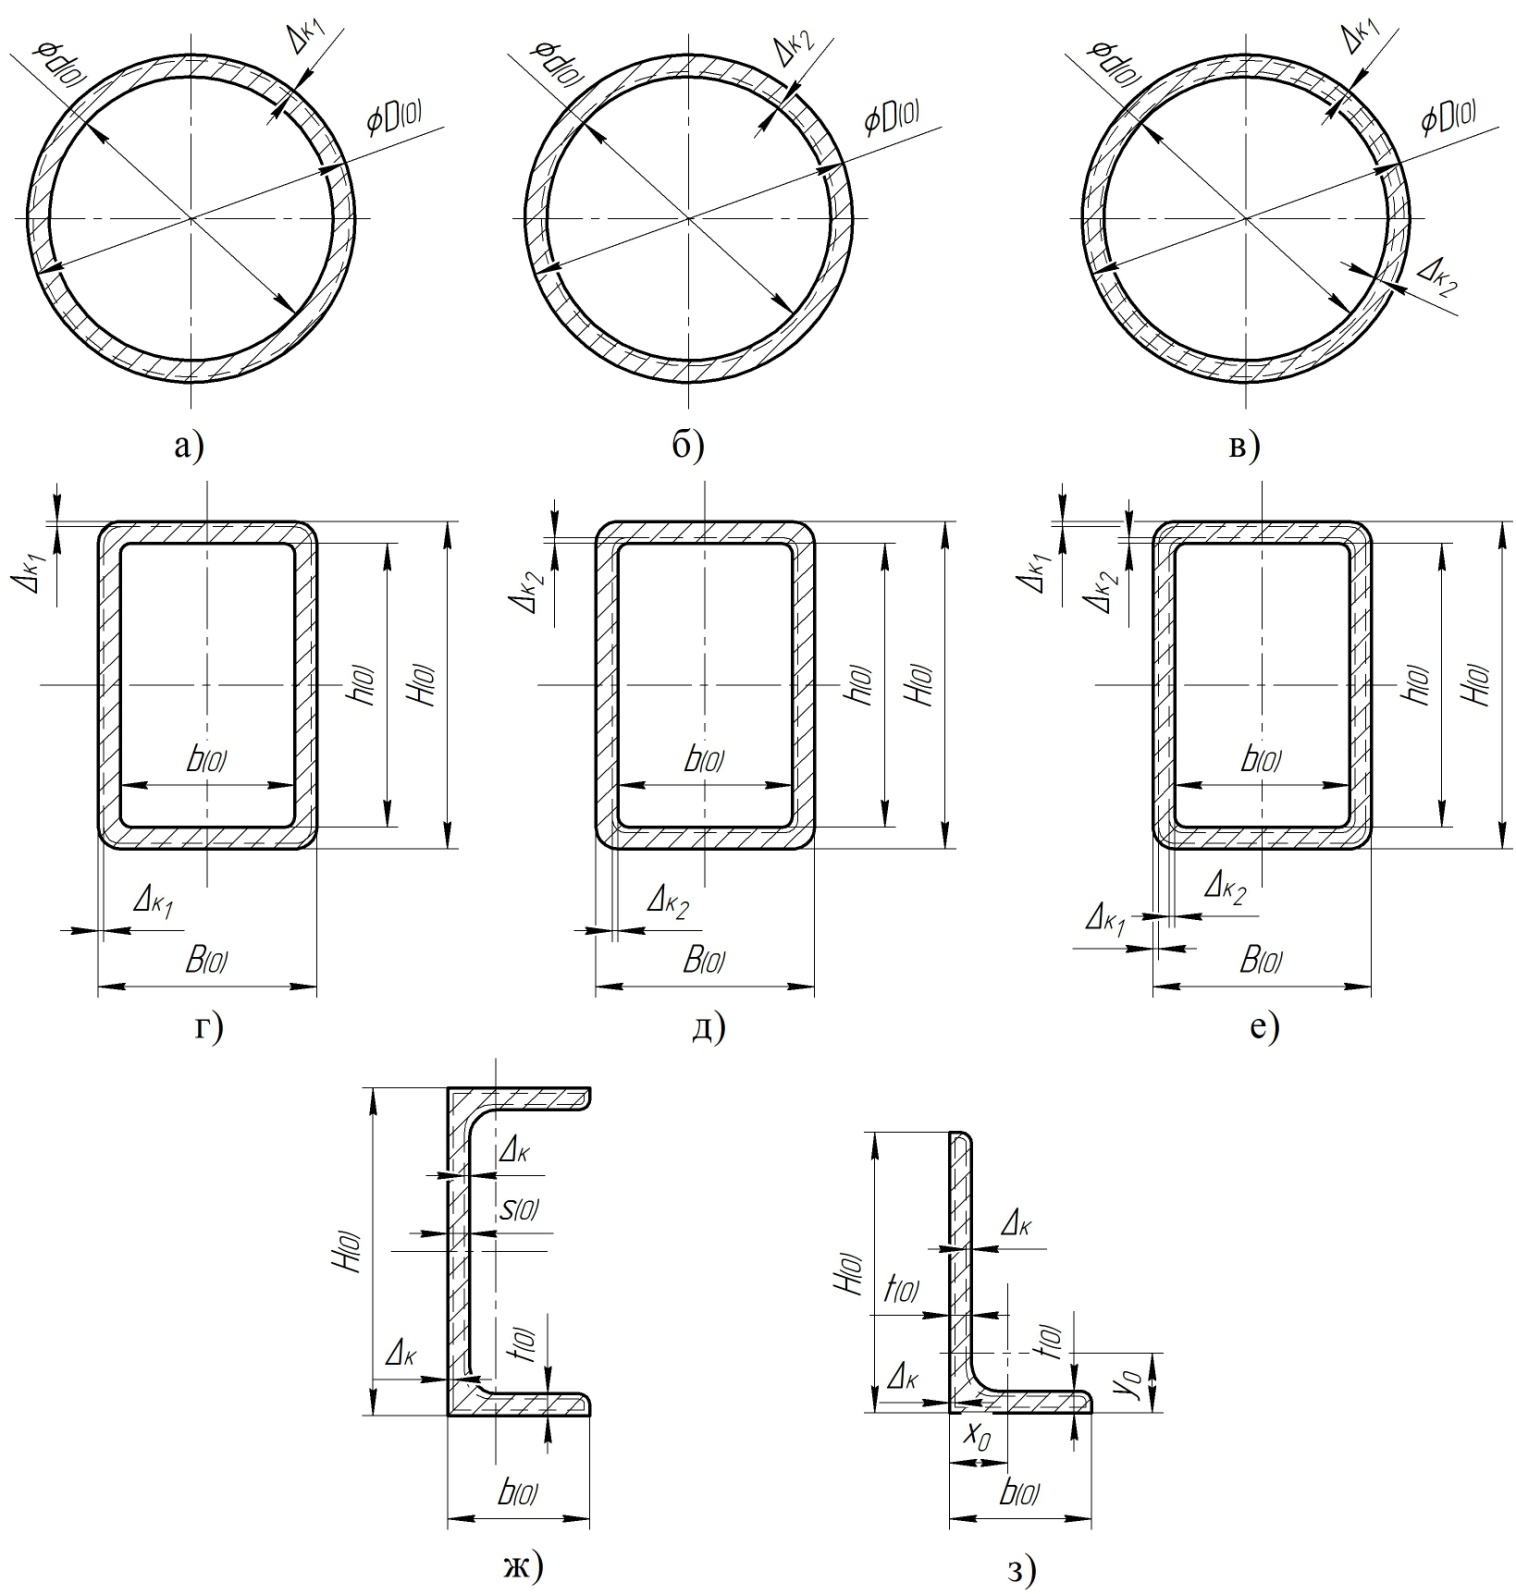 ϕd(0) Δк1 ϕD(0) ϕd(0) Δк2 ϕD(0) ϕd(0) Δк1 ϕD(0) Δк2
а) б) в)
Δк1 h(0) H(0) b(0) Δк2 h(0) H(0) b(0) Δк1 Δк2 h(0) H(0) b(0)
Δк1 Δк2 Δк1 Δк2
B(0) B(0) B(0)
г) д) е)
Δк
s(0) Δк
H(0) H(0) t(0)
Δк t(0) Δк t(0) y0
x0
b(0) b(0)
ж) з)